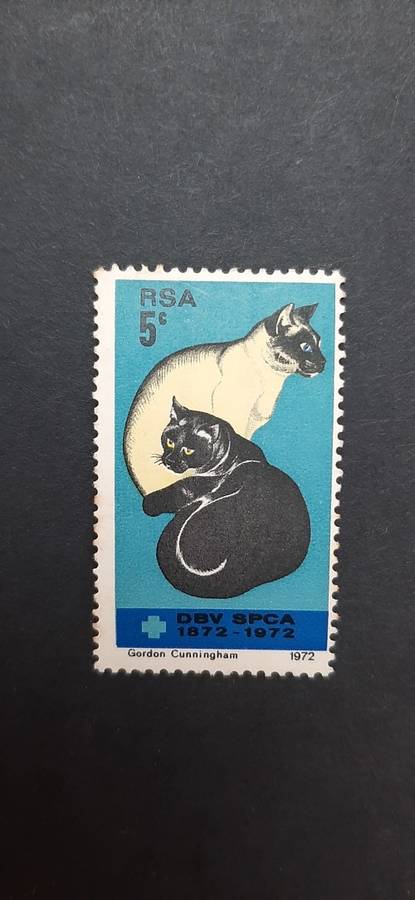 RSA
5c
DBV SPCA
1872-1972
Gordon Cunningham 1972